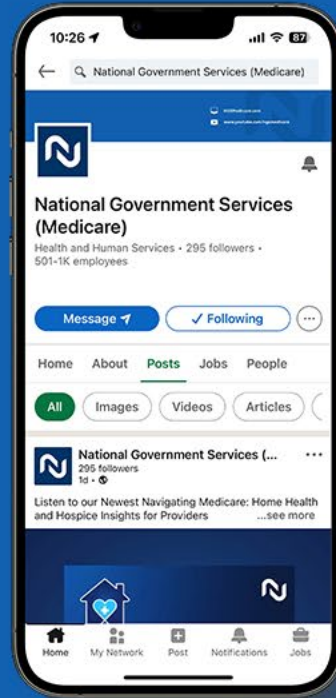 10:26
87
National Government Services (Medicare)
National Government Services
(Medicare)
Health and Human Services • 295 followers •
501-1K employees
Message
Following
Home About Posts Jobs People
All Images Videos Articles
National Government Services (...
295 followers
1d •
Listen to our Newest Navigating Medicare: Home Health
and Hospice Insights for Providers ...see more
Home My Network Post Notifications Jobs